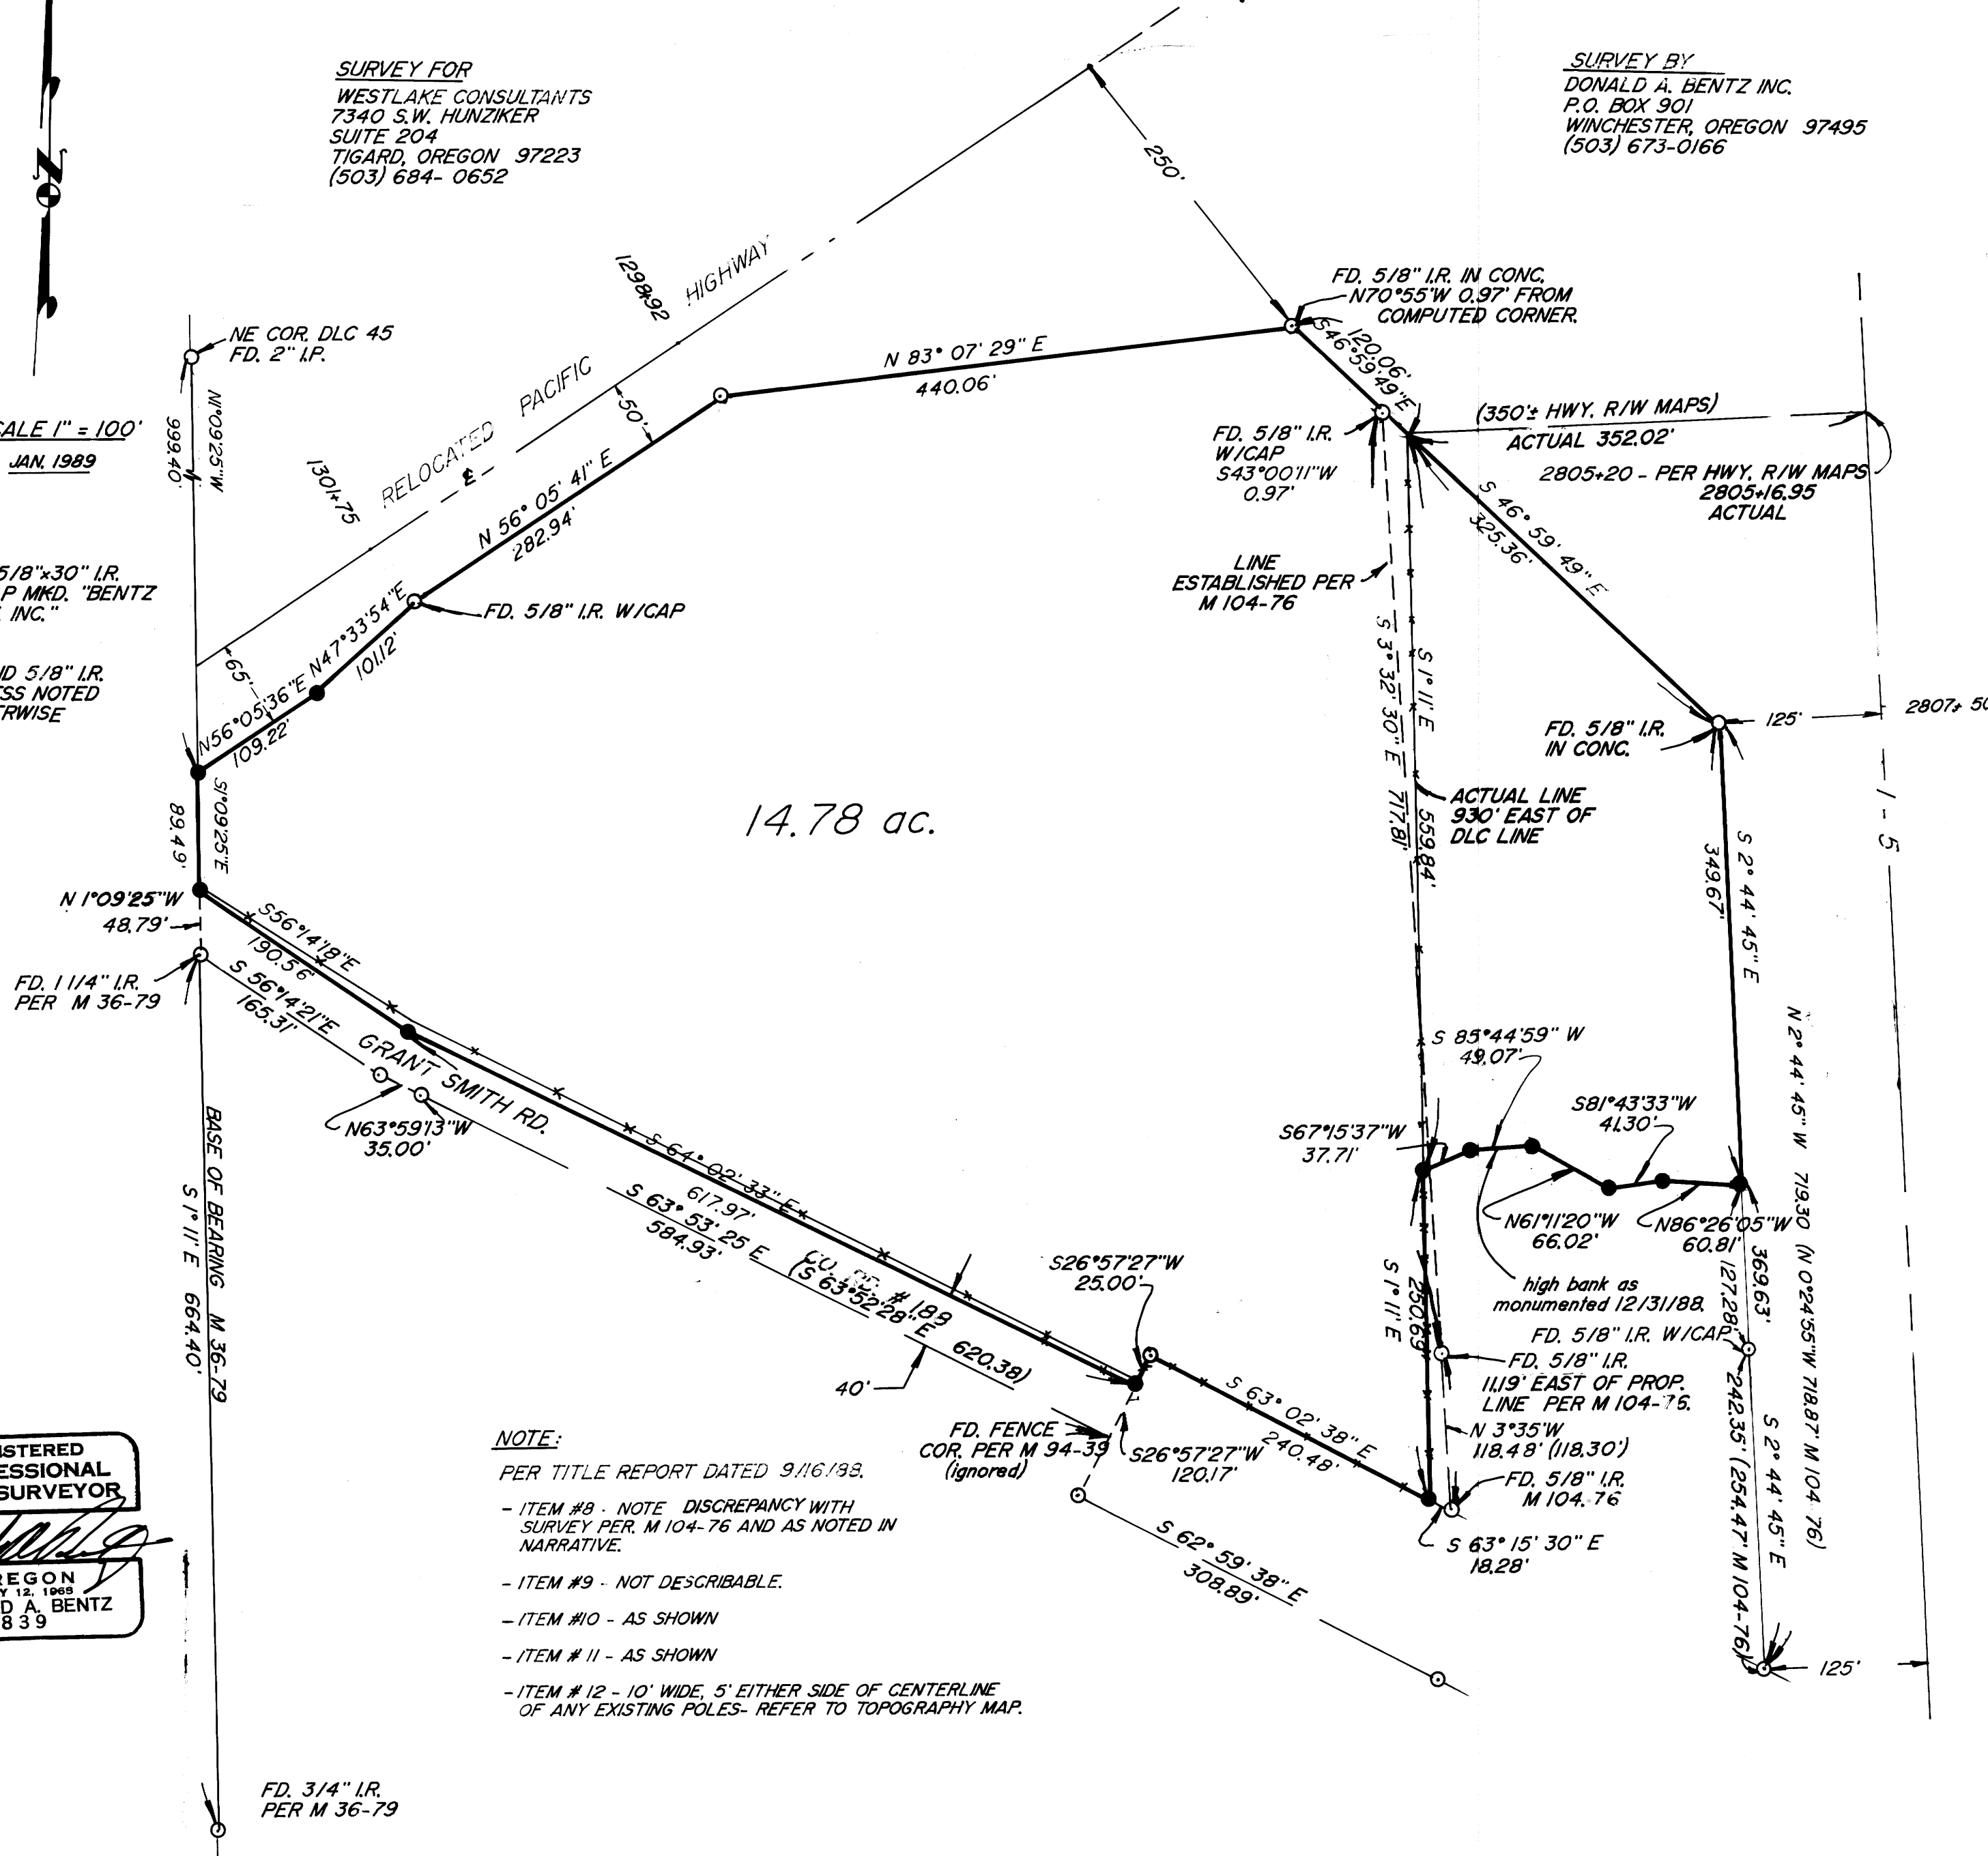 SURVEY FOR
WESTLAKE CONSULTANTS
7340 S.W. HUNZIKER
SUITE 204
TIGARD, OREGON 97223
(503) 684-0652
SURVEY BY
DONALD A. BENTZ INC.
P.O. BOX 901
WINCHESTER, OREGON 97495
(503) 673-0166
N
SCALE 1" = 100'
JAN. 1989
5/8"x30" I.R.
P MKD. "BENTZ
INC."
ND 5/8" I.R.
SS NOTED
RWISE
NE COR. DLC 45
FD. 2" I.P.
N1°09'25"W
999.40'
RELOCATED PACIFIC HIGHWAY
℄
1298+92
1301+75
250'
50'
65'
N 83° 07' 29" E
440.06'
N 56° 05' 41" E
282.94'
N47°33'54"E
101.12'
FD. 5/8" I.R. W/CAP
N56°05'36"E
109.22'
S1°09'25"E
89.49'
N 1°09'25"W
48.79'
FD. 1 1/4" I.R.
PER M 36-79
S56°14'18"E
190.56'
S 56°14'21"E
165.31'
GRANT SMITH RD.
N63°59'13"W
35.00'
BASE OF BEARING M 36-79
S 1° 11' E 664.40'
FD. 3/4" I.R.
PER M 36-79
14.78 ac.
FD. 5/8" I.R. IN CONC.
N70°55'W 0.97' FROM
COMPUTED CORNER.
120.06'
S46°59'49"E
FD. 5/8" I.R.
W/CAP
S43°00'11"W
0.97'
(350'± HWY. R/W MAPS)
ACTUAL 352.02'
2805+20 - PER HWY. R/W MAPS
2805+16.95
ACTUAL
S 46° 59' 49" E
325.36'
LINE
ESTABLISHED PER
M 104-76
S 3° 32' 30" E 717.81'
S 1° 11' E
559.84'
ACTUAL LINE
930' EAST OF
DLC LINE
FD. 5/8" I.R.
IN CONC.
125'
2807+ 50
I-5
S 2° 44' 45" E
349.67'
N 2° 44' 45" W 719.30 (N 0°24'55"W 718.87' M 104 76)
S 85°44'59" W
49.07'
S81°43'33"W
41.30'
S67°15'37"W
37.71'
N61°11'20"W
66.02'
N86°26'05"W
60.81'
high bank as
monumented 12/31/88.
S 64° 02' 33" E
617.97'
S 63° 53' 25 E
584.93'
CO. RD. # 189
(S 63°52'28" E 620.38)
40'
S26°57'27"W
25.00'
S 1° 11' E
250.69'
369.63'
127.28'
FD. 5/8" I.R. W/CAP
FD. 5/8" I.R.
11.19' EAST OF PROP.
LINE PER M 104-76.
N 3°35'W
118.48' (118.30')
FD. 5/8" I.R.
M 104-76
S 63° 02' 38" E
240.48'
FD. FENCE
COR. PER M 94-39
(ignored)
S26°57'27"W
120.17'
S 63° 15' 30" E
18.28'
S 62° 59' 38" E
308.89'
242.35' (254.47' M 104-76)
S 2° 44' 45" E
125'
NOTE:
PER TITLE REPORT DATED 9/16/88.
- ITEM #8 - NOTE DISCREPANCY WITH
SURVEY PER. M 104-76 AND AS NOTED IN
NARRATIVE.
- ITEM #9 - NOT DESCRIBABLE.
- ITEM #10 - AS SHOWN
- ITEM # 11 - AS SHOWN
- ITEM # 12 - 10' WIDE, 5' EITHER SIDE OF CENTERLINE
OF ANY EXISTING POLES- REFER TO TOPOGRAPHY MAP.
ISTERED
ESSIONAL
SURVEYOR
REGON
Y 12, 1965
D A. BENTZ
839